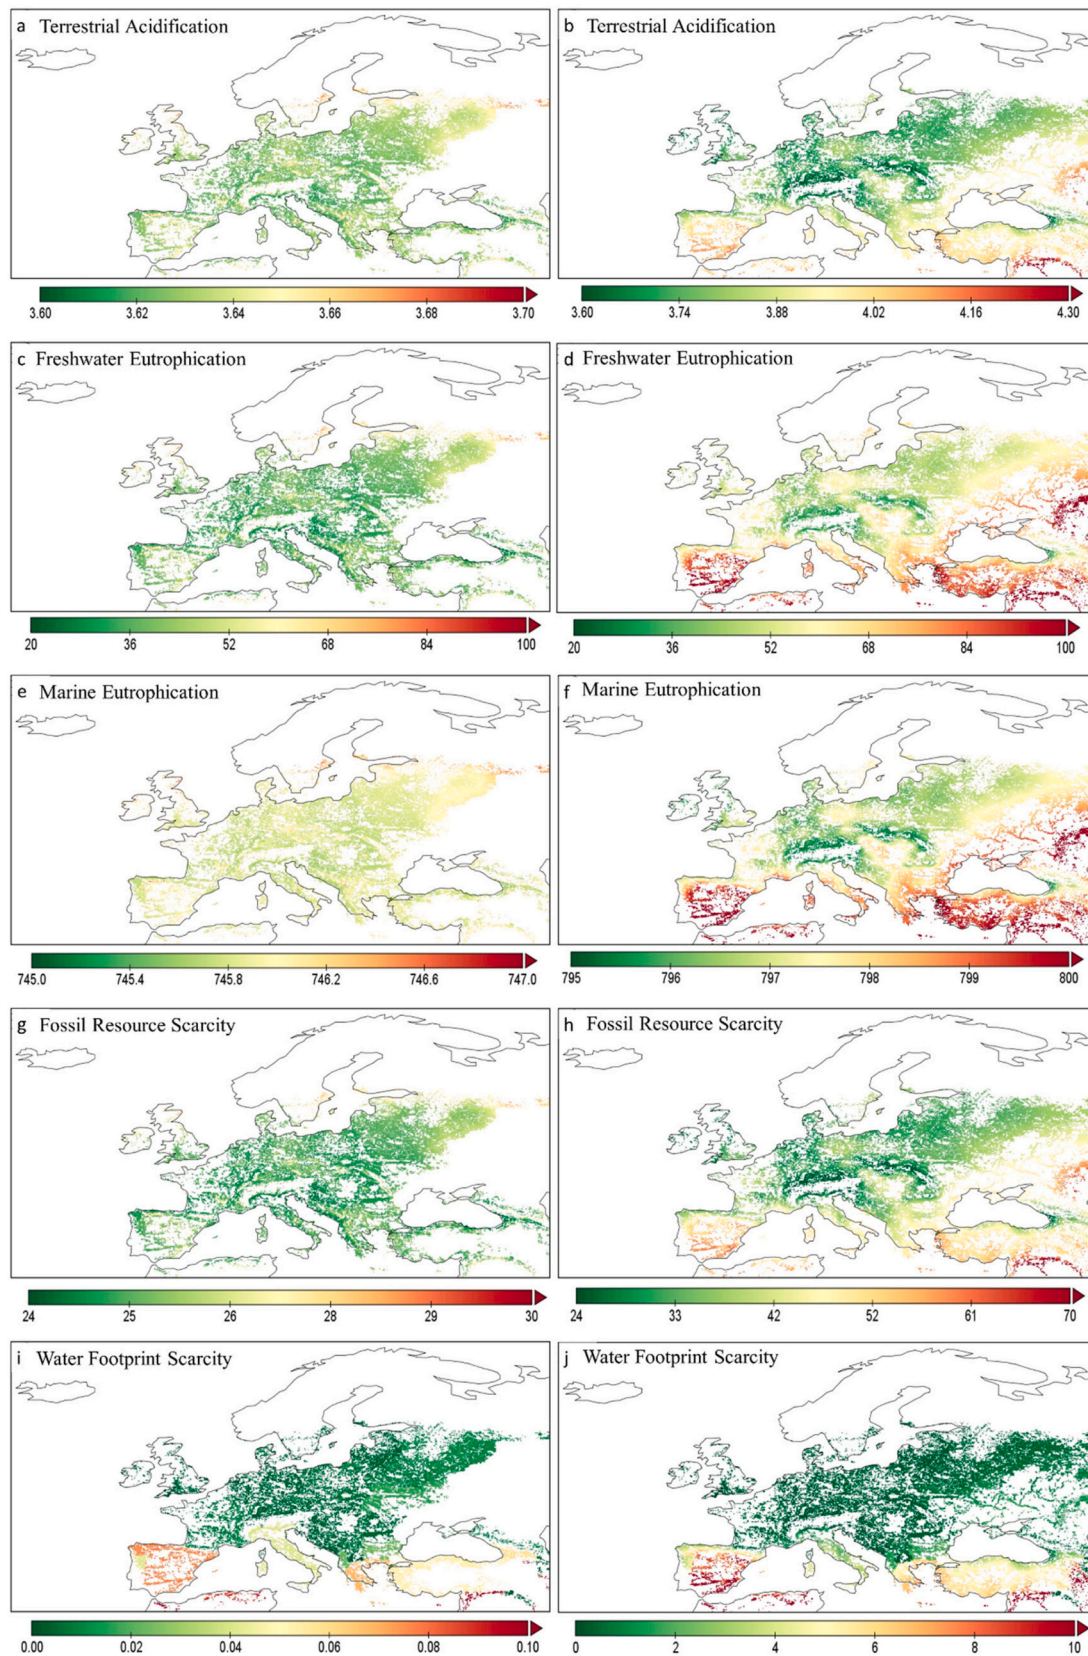 a Terrestrial Acidification
b Terrestrial Acidification
3.60 3.62 3.64 3.66 3.68 3.70
3.60 3.74 3.88 4.02 4.16 4.30
c Freshwater Eutrophication
d Freshwater Eutrophication
20 36 52 68 84 100
20 36 52 68 84 100
e Marine Eutrophication
f Marine Eutrophication
745.0 745.4 745.8 746.2 746.6 747.0
795 796 797 798 799 800
g Fossil Resource Scarcity
h Fossil Resource Scarcity
24 25 26 28 29 30
24 33 42 52 61 70
i Water Footprint Scarcity
j Water Footprint Scarcity
0.00 0.02 0.04 0.06 0.08 0.10
0 2 4 6 8 10